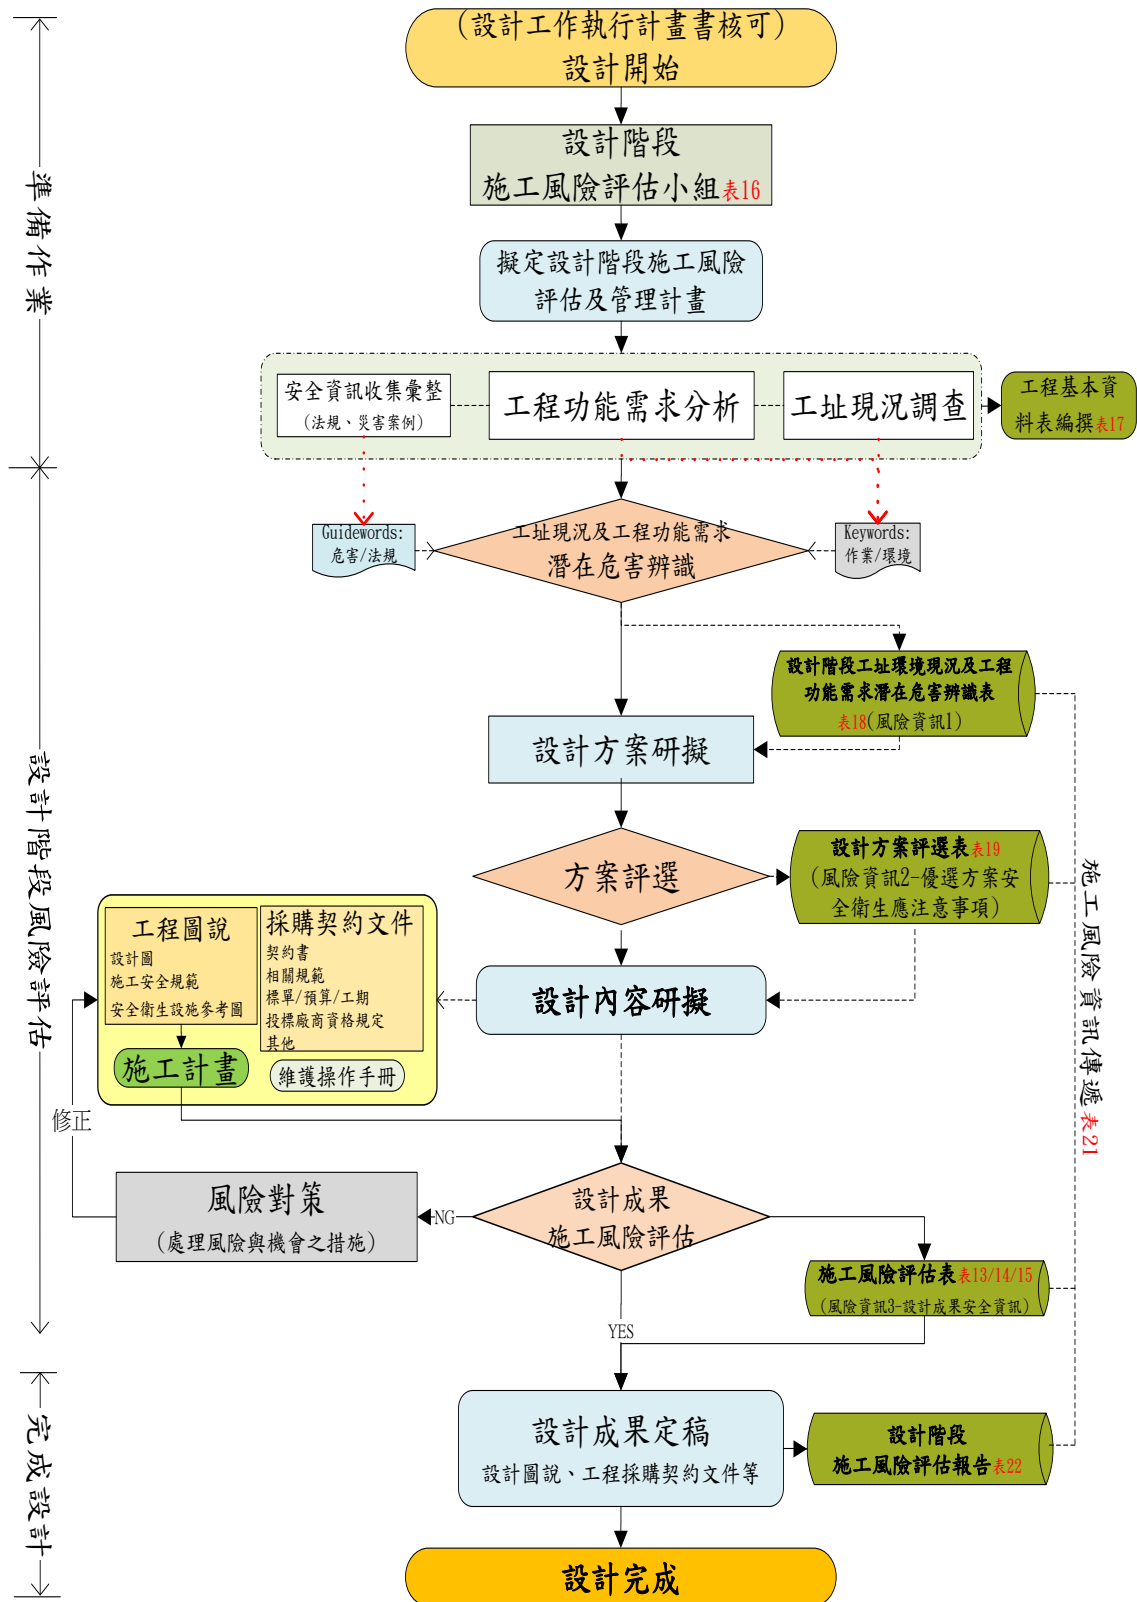 （設計工作執行計畫書核可）
設計開始
設計階段
施工風險評估小組表16
擬定設計階段施工風險
評估及管理計畫
準備作業
安全資訊收集彙整
(法規、災害案例)
工程功能需求分析
工址現況調查
工程基本資
料表編撰表17
Guidewords:
危害/法規
工址現況及工程功能需求
潛在危害辨識
Keywords:
作業/環境
設計階段工址環境現況及工程
功能需求潛在危害辨識表
表18(風險資訊1)
設計方案研擬
設計階段風險評估
方案評選
設計方案評選表表19
(風險資訊2-優選方案安
全衛生應注意事項)
施工風險資訊傳遞表21
工程圖說
設計圖
施工安全規範
安全衛生設施參考圖
施工計畫
採購契約文件
契約書
相關規範
標單/預算/工期
投標廠商資格規定
其他
維護操作手冊
設計內容研擬
修正
風險對策
(處理風險與機會之措施)
NG
設計成果
施工風險評估
施工風險評估表表13/14/15
(風險資訊3-設計成果安全資訊)
YES
完成設計
設計成果定稿
設計圖說、工程採購契約文件等
設計階段
施工風險評估報告表22
設計完成